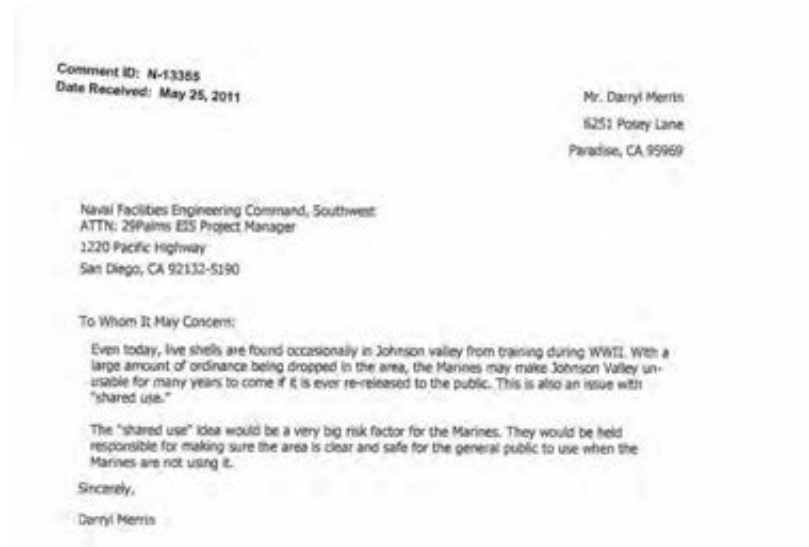 Comment ID: N-13365
Date Received: May 25, 2011
Mr. Darryl Merrin
6251 Posey Lane
Paradise, CA 95969
Naval Facilities Engineering Command, Southwest
ATTN: 29Palms EIS Project Manager
1220 Pacific Highway
San Diego, CA 92132-5190
To Whom It May Concern:
Even today, live shells are found occasionally in Johnson valley from training during WWII. With a
large amount of ordinance being dropped in the area, the Marines may make Johnson Valley un-
usable for many years to come if it is ever re-released to the public. This is also an issue with
"shared use."
The "shared use" idea would be a very big risk factor for the Marines. They would be held
responsible for making sure the area is clear and safe for the general public to use when the
Marines are not using it.
Sincerely,
Darryl Merrin